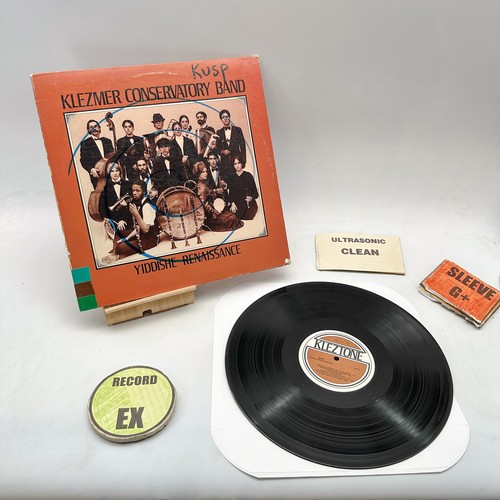 KUSP
KLEZMER CONSERVATORY BAND
YIDDISHE RENAISSANCE
ULTRASONIC
CLEAN
SLEEVE
G+
KLEZTONE
RECORD
EX